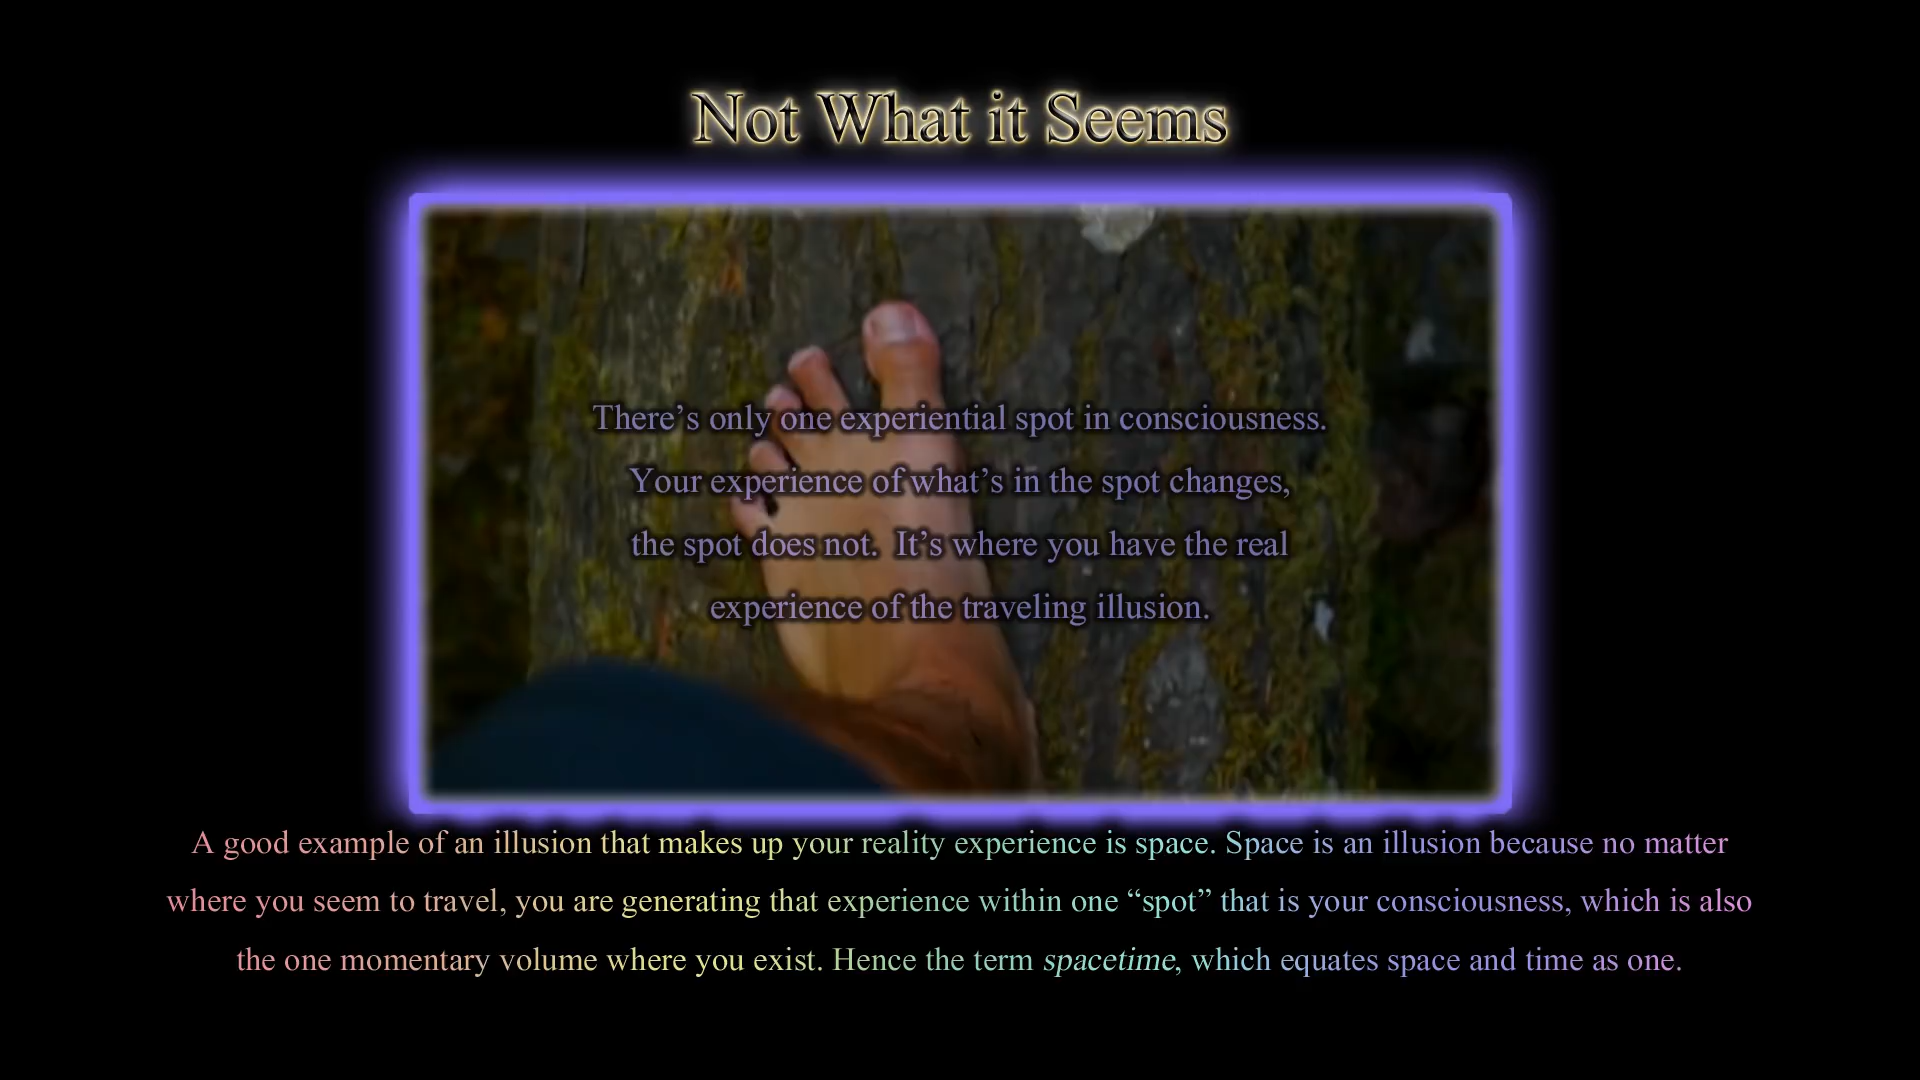 Not What it Seems
There’s only one experiential spot in consciousness.
Your experience of what’s in the spot changes,
the spot does not.  It’s where you have the real
experience of the traveling illusion.
A good example of an illusion that makes up your reality experience is space. Space is an illusion because no matter
where you seem to travel, you are generating that experience within one “spot” that is your consciousness, which is also
the one momentary volume where you exist. Hence the term spacetime, which equates space and time as one.